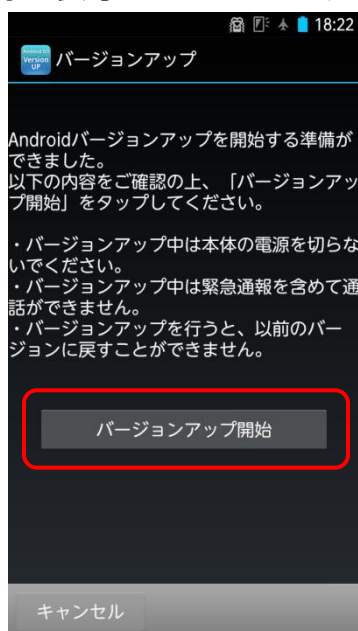 18:22
Android OS
Version
UP
バージョンアップ
Androidバージョンアップを開始する準備が
できました。
以下の内容をご確認の上、「バージョンアッ
プ開始」をタップしてください。
・バージョンアップ中は本体の電源を切らな
いでください。
・バージョンアップ中は緊急通報を含めて通
話ができません。
・バージョンアップを行うと、以前のバー
ジョンに戻すことができません。
バージョンアップ開始
キャンセル